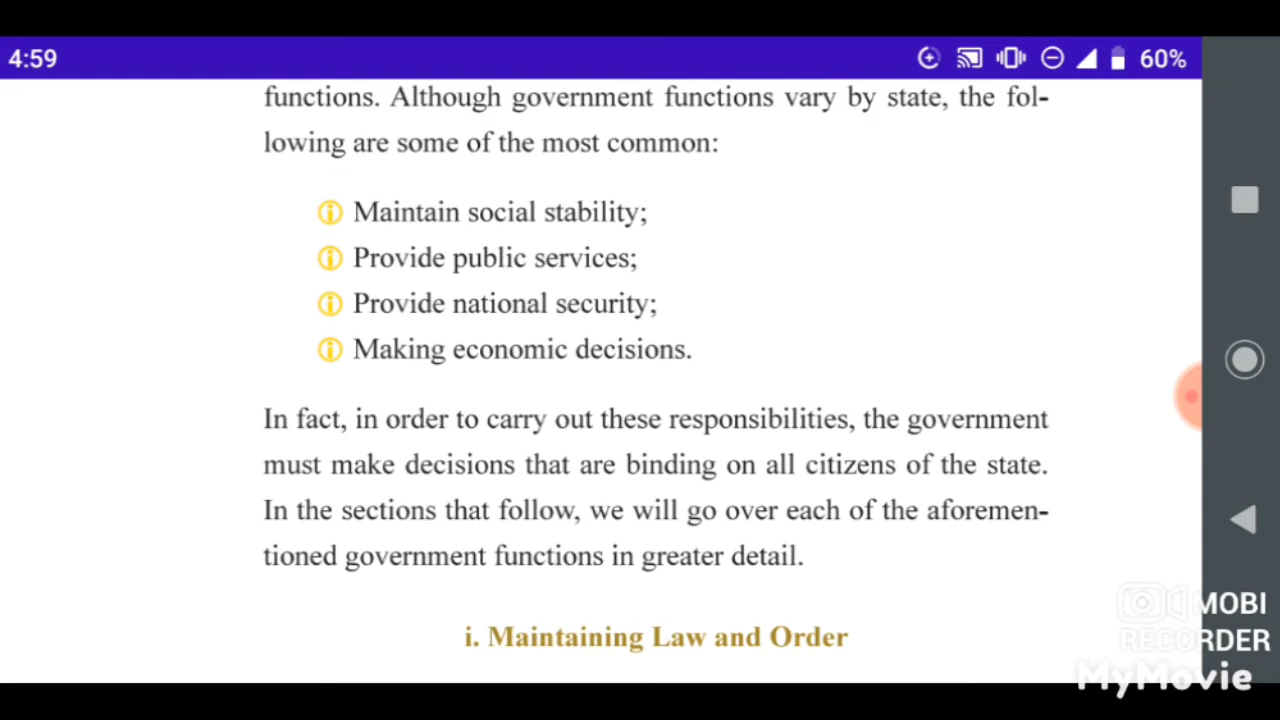 4:59
60%
functions. Although government functions vary by state, the fol-
lowing are some of the most common:
Maintain social stability;
Provide public services;
Provide national security;
Making economic decisions.
In fact, in order to carry out these responsibilities, the government
must make decisions that are binding on all citizens of the state.
In the sections that follow, we will go over each of the aforemen-
tioned government functions in greater detail.
i. Maintaining Law and Order
MOBI
RECORDER
MyMovie